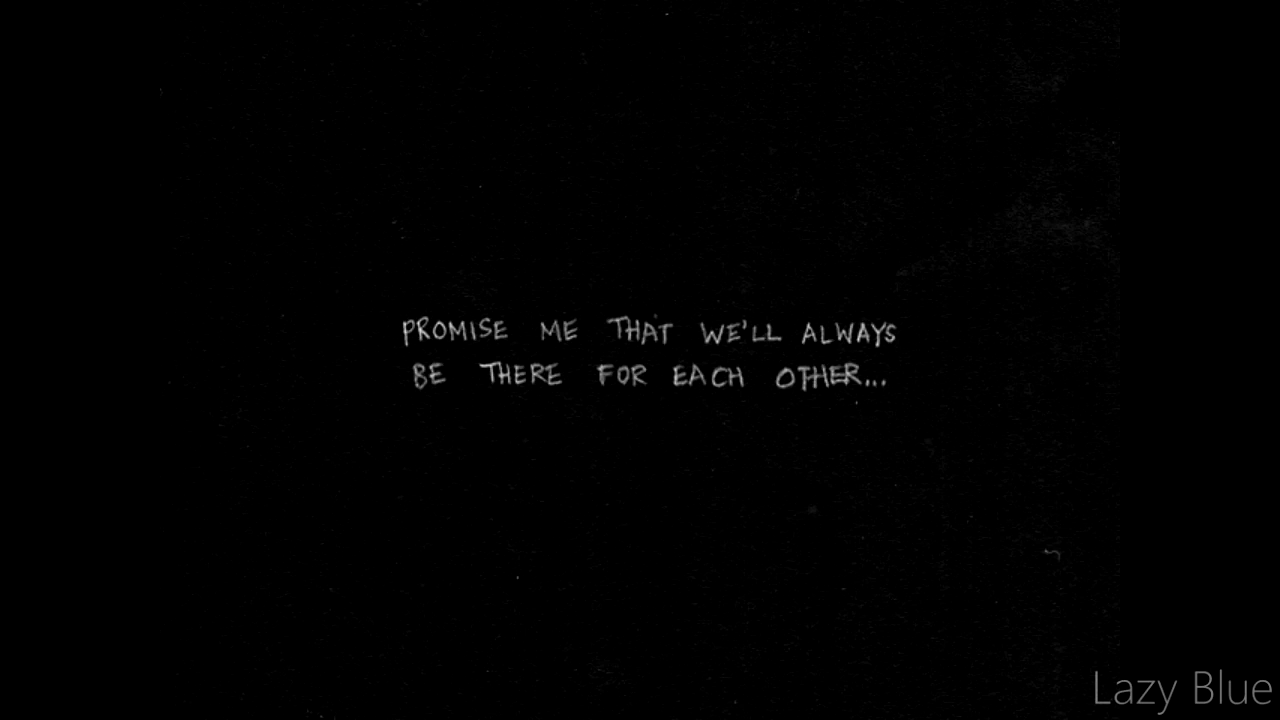 PROMISE ME THAT WE'LL ALWAYS
BE THERE FOR EACH OTHER...
Lazy Blue